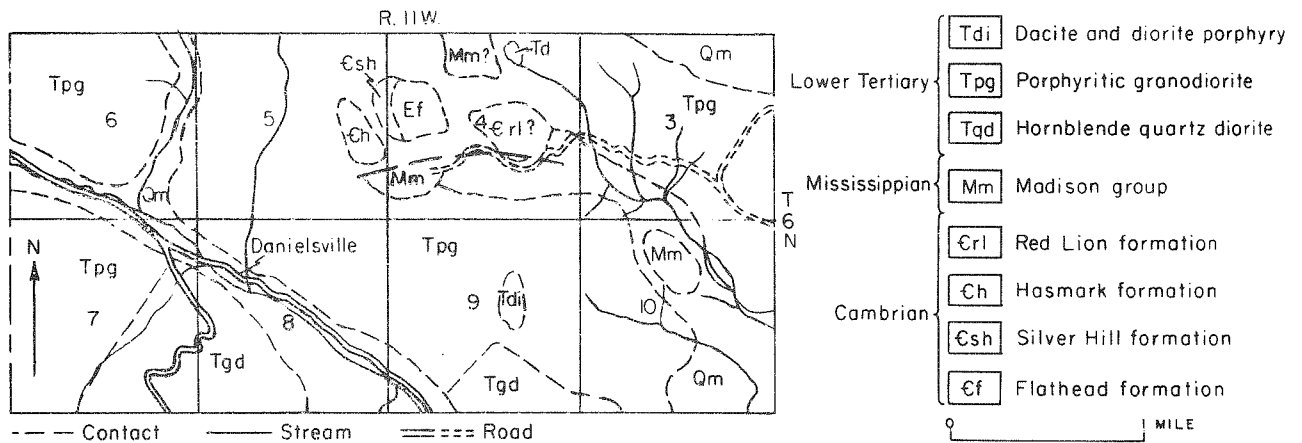 R. 11 W.
Tpg
6
5
Єsh
Mm?
Td
Qm
Ef
Єh
4 Єrl?
3
Tpg
Mm
Qm
T
6
N
N
Danielsville
Tpg
Tpg
Mm
7
8
9
Tdi
10
Tgd
Tgd
Qm
Contact
Stream
Road
Lower Tertiary
Tdi Dacite and diorite porphyry
Tpg Porphyritic granodiorite
Tqd Hornblende quartz diorite
Mississippian
Mm Madison group
Cambrian
Єrl Red Lion formation
Єh Hasmark formation
Єsh Silver Hill formation
Єf Flathead formation
0 1 MILE